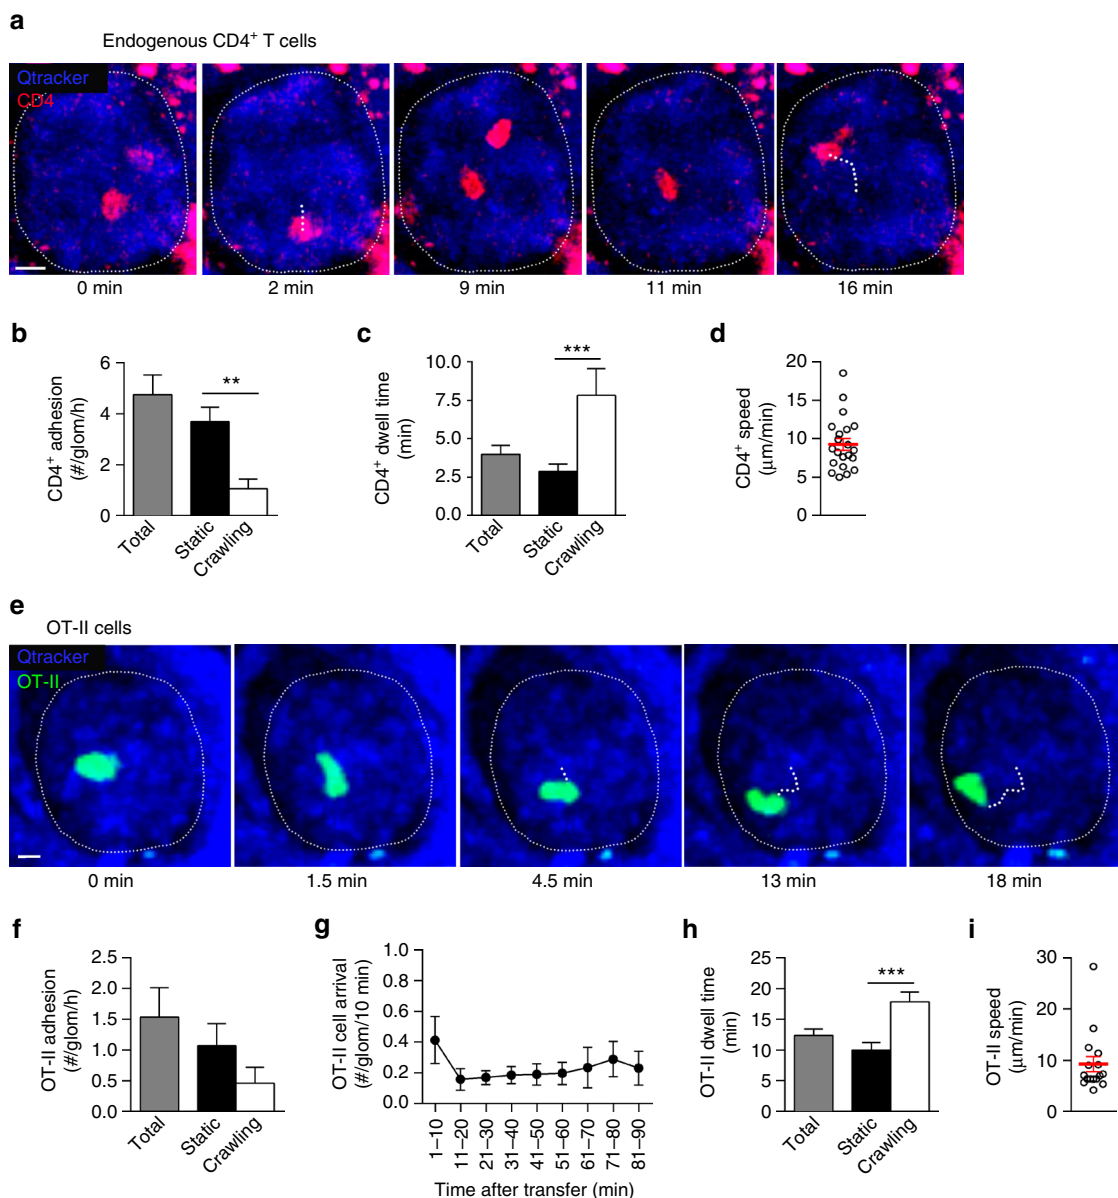 a
Endogenous CD4⁺ T cells
Qtracker
CD4
0 min
2 min
9 min
11 min
16 min
b
CD4⁺ adhesion
(#/glom/h)
6
4
2
0
**
Total
Static
Crawling
c
CD4⁺ dwell time
(min)
10.0
7.5
5.0
2.5
0.0
***
Total
Static
Crawling
d
CD4⁺ speed
(μm/min)
20
15
10
5
0
e
OT-II cells
Qtracker
OT-II
0 min
1.5 min
4.5 min
13 min
18 min
f
OT-II adhesion
(#/glom/h)
2.5
2.0
1.5
1.0
0.5
0.0
Total
Static
Crawling
g
OT-II cell arrival
(#/glom/10 min)
1.0
0.8
0.6
0.4
0.2
0.0
1–10
11–20
21–30
31–40
41–50
51–60
61–70
71–80
81–90
Time after transfer (min)
h
OT-II dwell time
(min)
25
20
15
10
5
0
***
Total
Static
Crawling
i
OT-II speed
(μm/min)
30
20
10
0